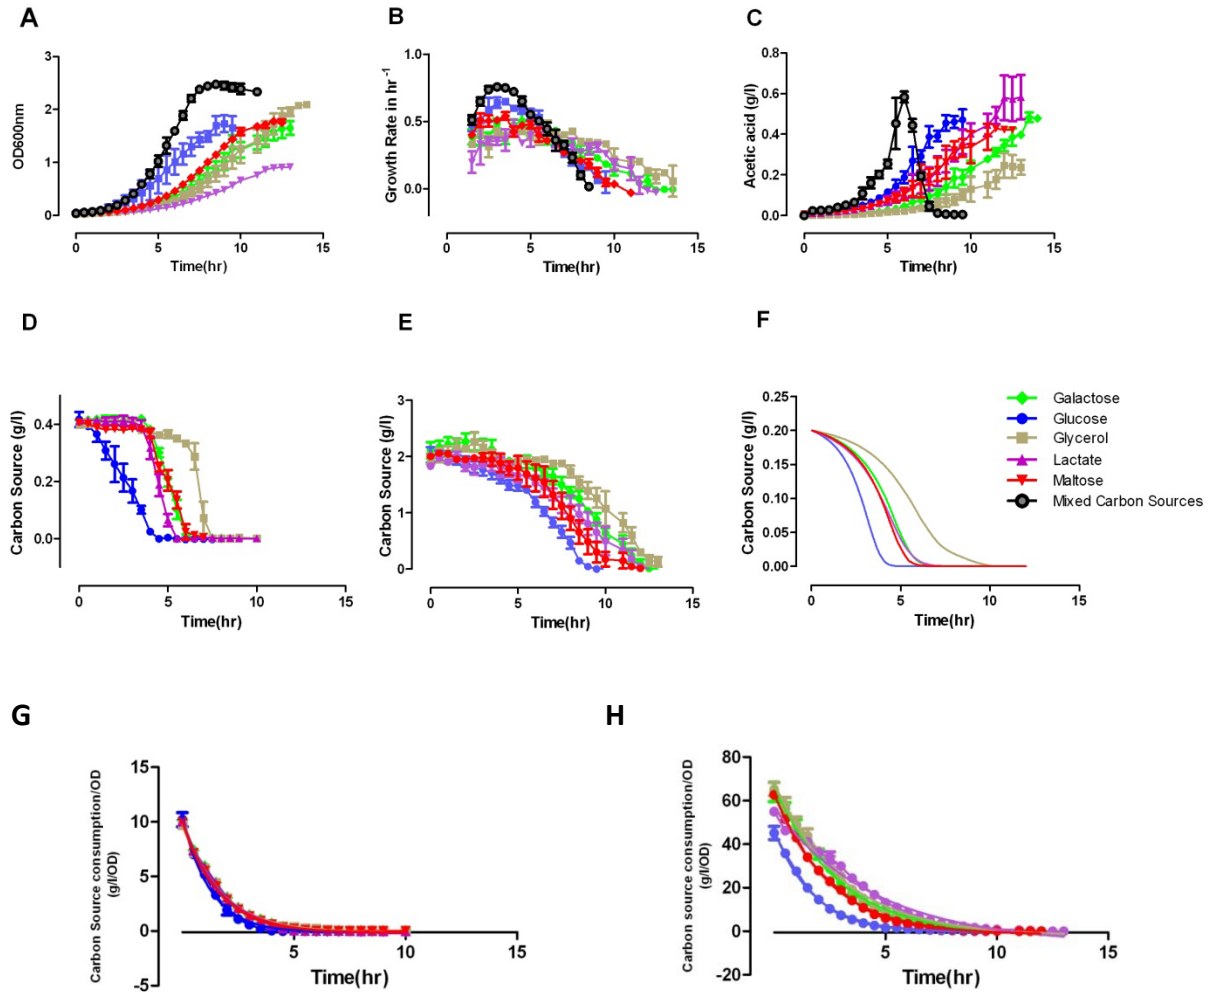 A
B
C
3
2
1
0
OD600nm
0
5
10
15
Time(hr)
1.0
0.5
0.0
Growth Rate in hr-1
0
5
10
15
Time(hr)
0.8
0.6
0.4
0.2
0.0
Acetic acid (g/l)
0
5
10
15
Time(hr)
D
E
F
0.4
0.2
0.0
Carbon Source (g/l)
0
5
10
15
Time(hr)
3
2
1
0
Carbon Source (g/l)
0
5
10
15
Time(hr)
0.25
0.20
0.15
0.10
0.05
0.00
Carbon Source (g/l)
0
5
10
15
Time(hr)
Galactose
Glucose
Glycerol
Lactate
Maltose
Mixed Carbon Sources
G
H
15
10
5
0
-5
Carbon Source consumption/OD
(g/l/OD)
5
10
15
Time(hr)
80
60
40
20
0
-20
Carbon source consumption/OD
(g/l/OD)
5
10
15
Time(hr)